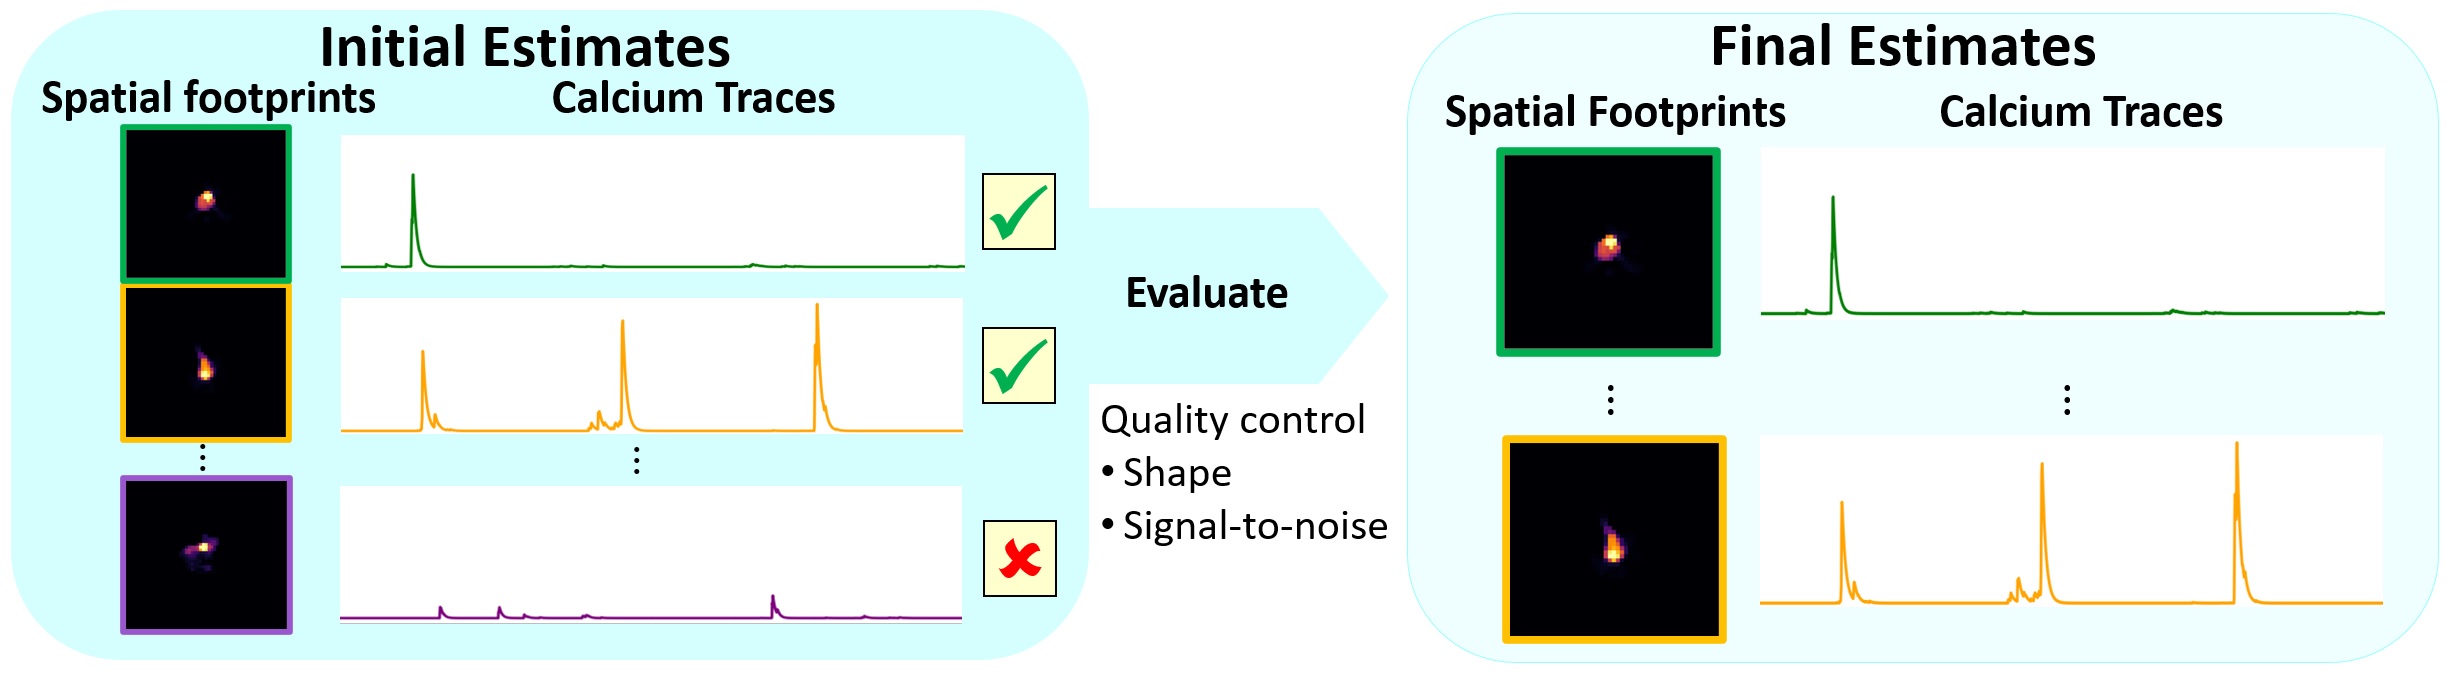 Initial Estimates
Spatial footprints
Calcium Traces
Evaluate
Quality control
• Shape
• Signal-to-noise
Final Estimates
Spatial Footprints
Calcium Traces